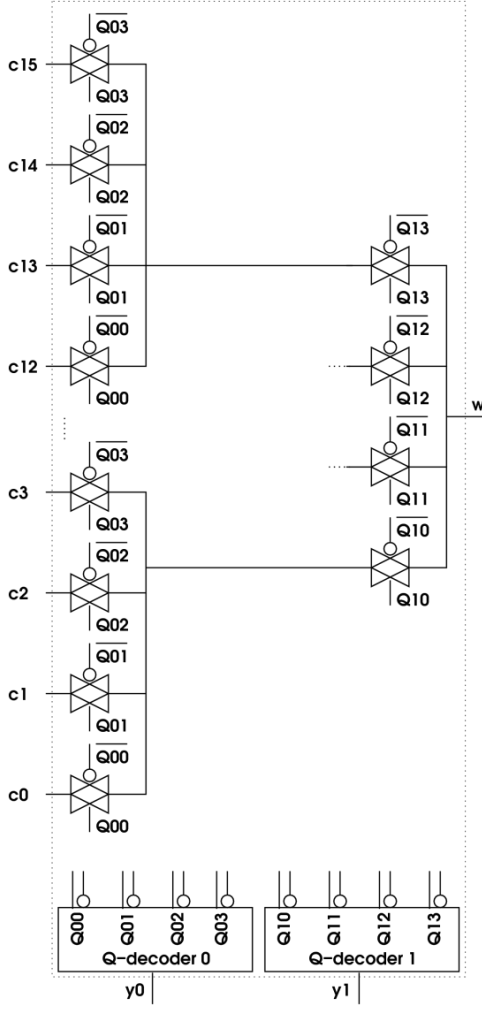 Q03
c15
Q03
Q02
c14
Q02
Q01
Q13
c13
Q01
Q13
Q00
Q12
c12
Q00
Q12
w
Q11
Q03
c3
Q11
Q03
Q10
Q02
c2
Q10
Q02
Q01
c1
Q01
Q00
c0
Q00
Q00 Q01 Q02 Q03 Q10 Q11 Q12 Q13
Q-decoder 0 Q-decoder 1
y0 y1